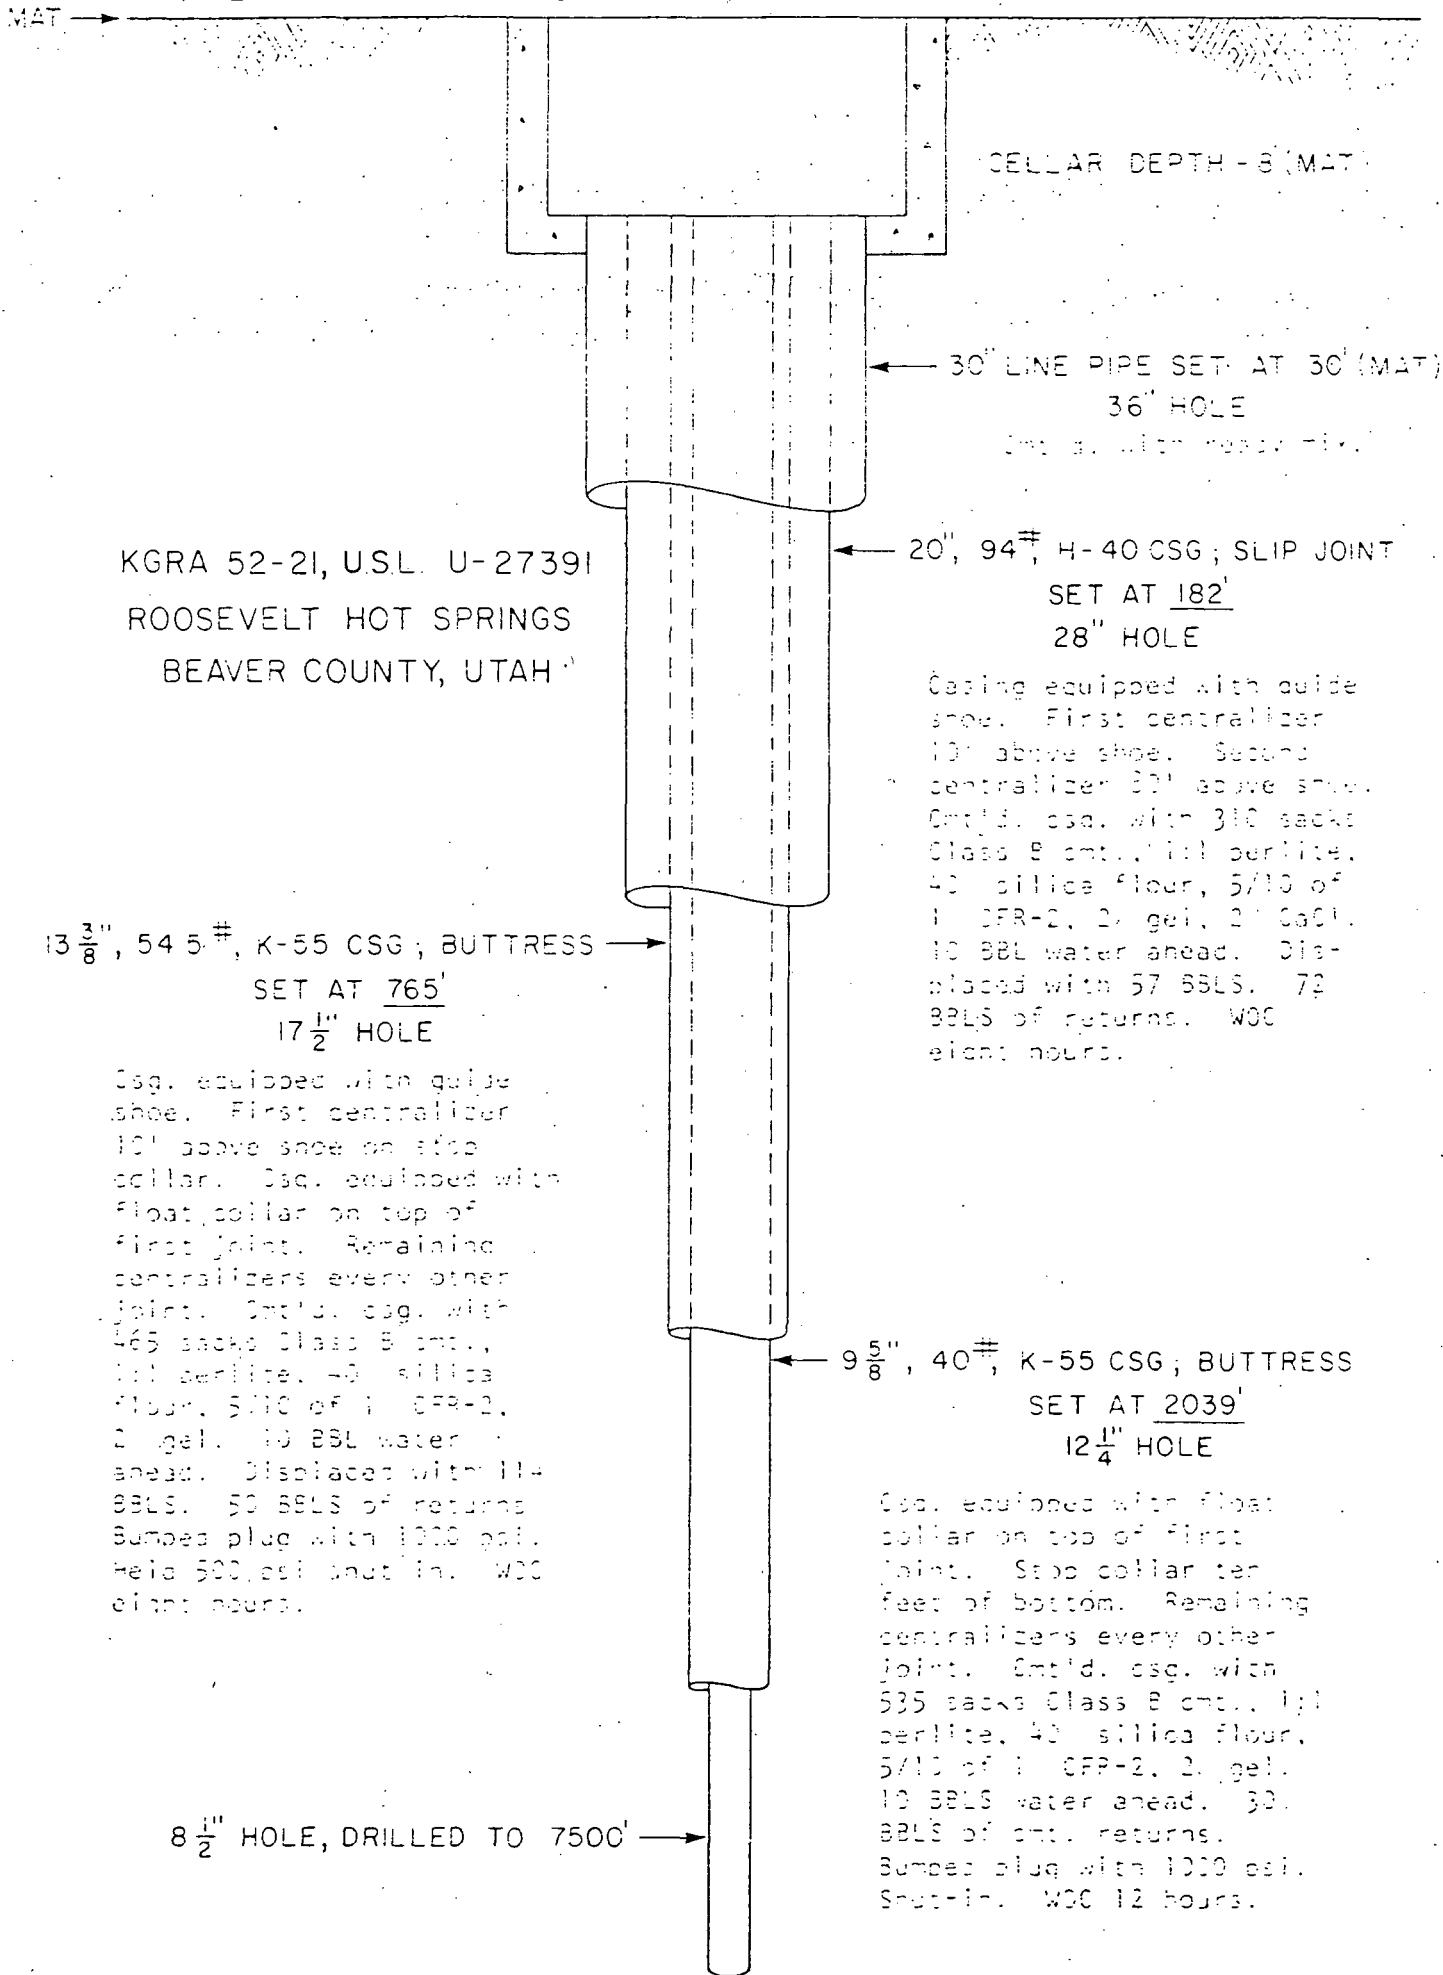 MAT
CELLAR DEPTH - 8' (MAT)
30" LINE PIPE SET AT 30' (MAT)
36" HOLE
with ready mix.
KGRA 52-21, U.S.L. U-27391
ROOSEVELT HOT SPRINGS
BEAVER COUNTY, UTAH
20", 94#, H-40 CSG; SLIP JOINT
SET AT 182'
28" HOLE
Casing equipped with guide
shoe. First centralizer
10' above shoe. Second
centralizer above shoe.
Cmt'd. csg. with 310 sacks
Class B cmt., 1:1 perlite,
40 silica flour, 5/10 of
1 CFR-2, 2% gel, 2 CaCl.
10 BBL water ahead. Dis-
placed with 57 BBLS. 72
BBLS of returns. WOC
eight hours.
13 3/8", 54.5#, K-55 CSG; BUTTRESS
SET AT 765'
17 1/2" HOLE
Csg. equipped with guide
shoe. First centralizer
10' above shoe on stop
collar. Csg. equipped with
float collar on top of
first joint. Remaining
centralizers every other
joint. Cmt'd. csg. with
465 sacks Class B cmt.,
1:1 perlite, 40 silica
flour, 5/10 of 1 CFR-2,
2 gel. 10 BBL water
ahead. Displaced with 114
BBLS. 50 BBLS of returns
Bumped plug with 1000 psi.
Held 500 psi shut in. WOC
eight hours.
9 5/8", 40#, K-55 CSG; BUTTRESS
SET AT 2039'
12 1/4" HOLE
Csg. equipped with float
collar on top of first
joint. Stop collar ten
feet of bottom. Remaining
centralizers every other
joint. Cmt'd. csg. with
535 sacks Class B cmt., 1:1
perlite, 40 silica flour,
5/10 of 1 CFR-2, 2 gel.
10 BBLS water ahead. 30
BBLS of cmt. returns.
Bumped plug with 1000 psi.
Shut-in. WOC 12 hours.
8 1/2" HOLE, DRILLED TO 7500'